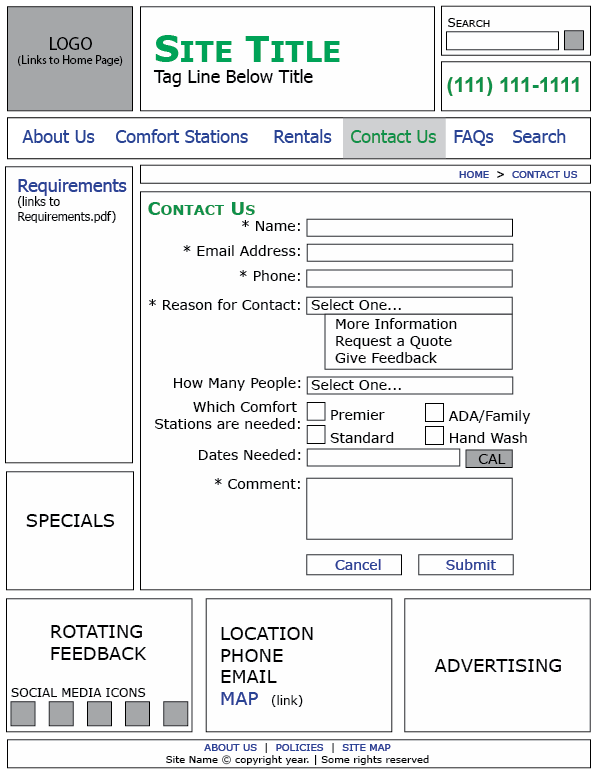 LOGO
(Links to Home Page)
SITE TITLE
Tag Line Below Title
SEARCH
(111) 111-1111
About Us Comfort Stations Rentals Contact Us FAQs Search
Requirements
(links to
Requirements.pdf)
HOME > CONTACT US
CONTACT US
* Name:
* Email Address:
* Phone:
* Reason for Contact: Select One...
More Information
Request a Quote
Give Feedback
How Many People: Select One...
Which Comfort
Stations are needed:
Premier ADA/Family
Standard Hand Wash
Dates Needed: CAL
* Comment:
Cancel Submit
SPECIALS
ROTATING
FEEDBACK
SOCIAL MEDIA ICONS
LOCATION
PHONE
EMAIL
MAP (link)
ADVERTISING
ABOUT US | POLICIES | SITE MAP
Site Name © copyright year. | Some rights reserved